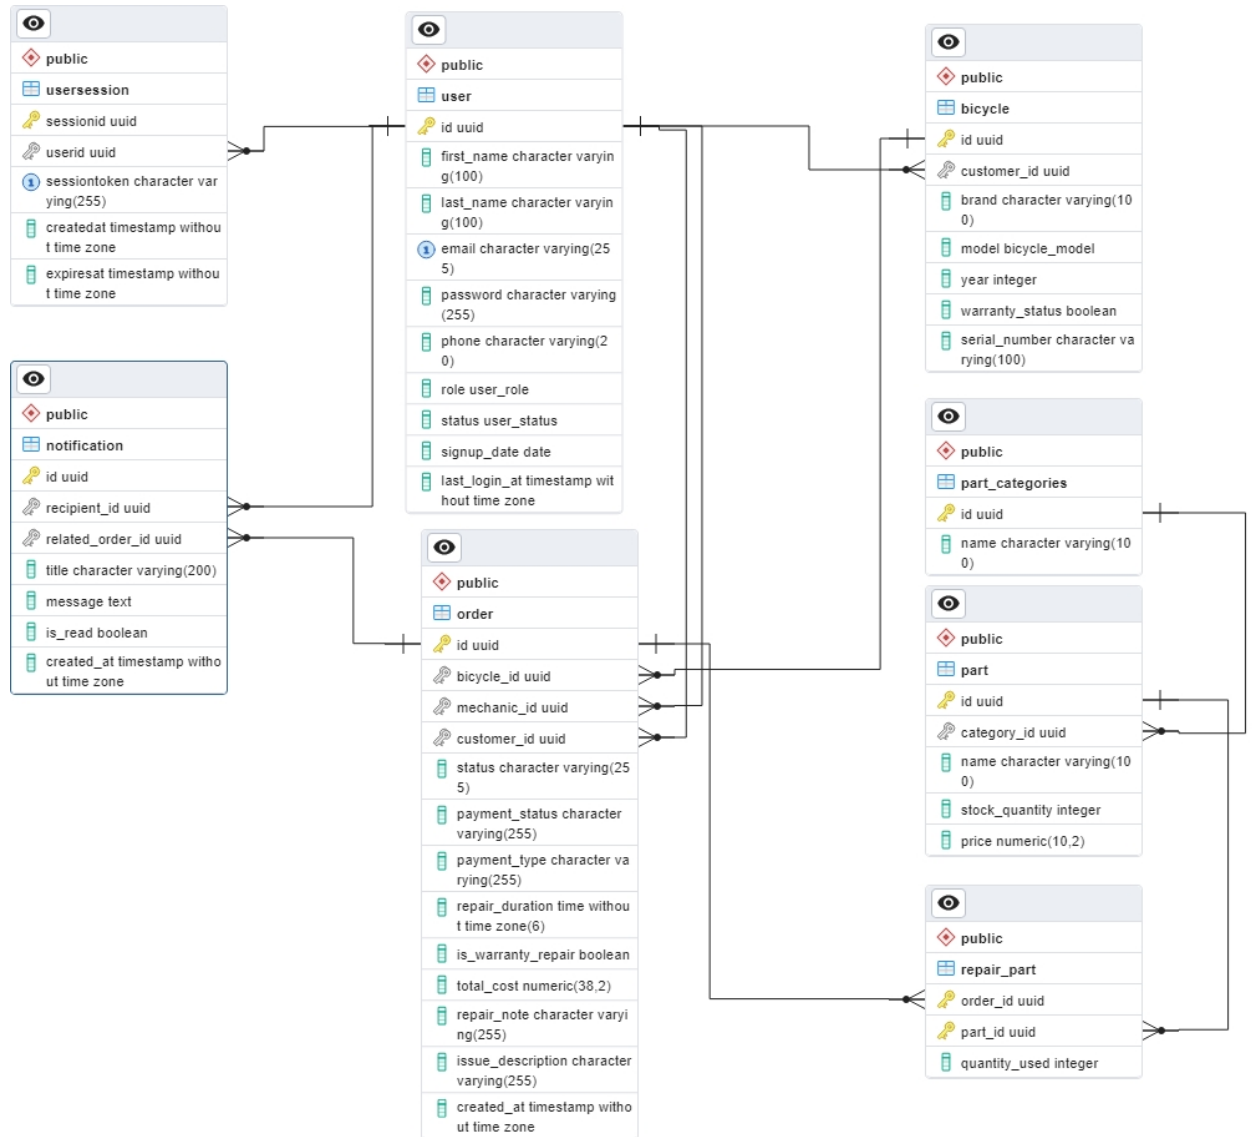 public
usersession
sessionid uuid
userid uuid
1
sessiontoken character var
ying(255)
createdat timestamp withou
t time zone
expiresat timestamp withou
t time zone
public
notification
id uuid
recipient_id uuid
related_order_id uuid
title character varying(200)
message text
is_read boolean
created_at timestamp witho
ut time zone
public
user
id uuid
first_name character varyin
g(100)
last_name character varyin
g(100)
1
email character varying(25
5)
password character varying
(255)
phone character varying(2
0)
role user_role
status user_status
signup_date date
last_login_at timestamp wit
hout time zone
public
order
id uuid
bicycle_id uuid
mechanic_id uuid
customer_id uuid
status character varying(25
5)
payment_status character
varying(255)
payment_type character va
rying(255)
repair_duration time withou
t time zone(6)
is_warranty_repair boolean
total_cost numeric(38,2)
repair_note character varyi
ng(255)
issue_description character
varying(255)
created_at timestamp witho
ut time zone
public
bicycle
id uuid
customer_id uuid
brand character varying(10
0)
model bicycle_model
year integer
warranty_status boolean
serial_number character va
rying(100)
public
part_categories
id uuid
name character varying(10
0)
public
part
id uuid
category_id uuid
name character varying(10
0)
stock_quantity integer
price numeric(10,2)
public
repair_part
order_id uuid
part_id uuid
quantity_used integer